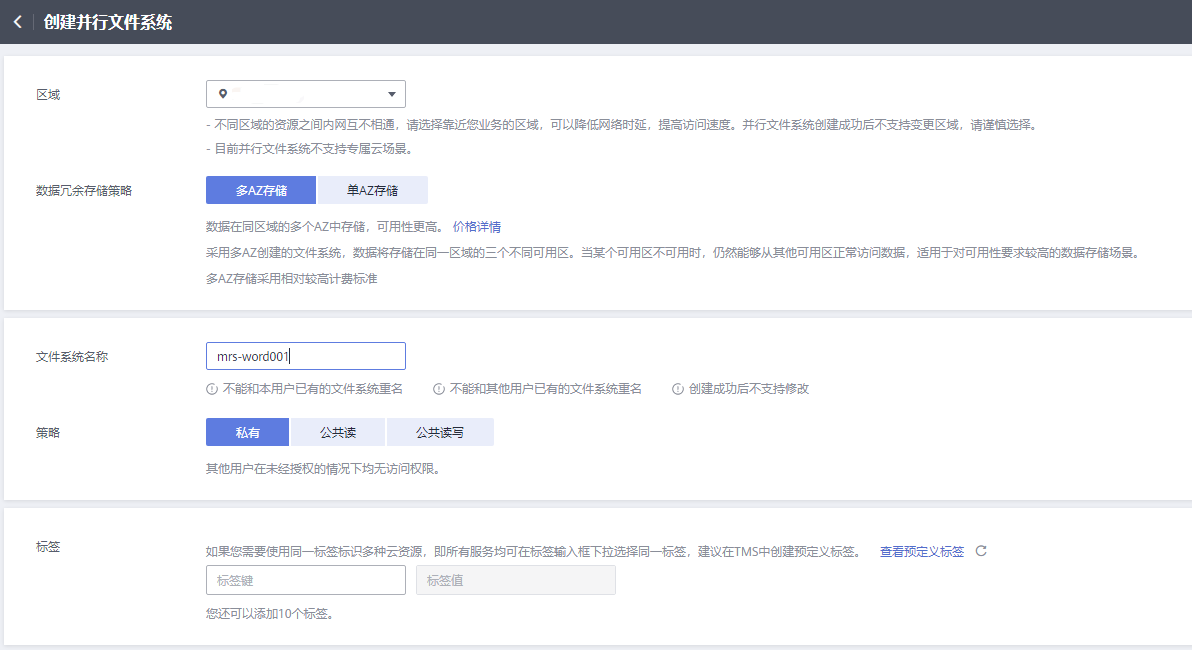 创建并行文件系统
区域
- 不同区域的资源之间内网互不相通，请选择靠近您业务的区域，可以降低网络时延，提高访问速度。并行文件系统创建成功后不支持变更区域，请谨慎选择。
- 目前并行文件系统不支持专属云场景。
数据冗余存储策略 多AZ存储 单AZ存储
数据在同区域的多个AZ中存储，可用性更高。 价格详情
采用多AZ创建的文件系统，数据将存储在同一区域的三个不同可用区。当某个可用区不可用时，仍然能够从其他可用区正常访问数据，适用于对可用性要求较高的数据存储场景。
多AZ存储采用相对较高计费标准
文件系统名称 mrs-word001
不能和本用户已有的文件系统重名 不能和其他用户已有的文件系统重名 创建成功后不支持修改
策略 私有 公共读 公共读写
其他用户在未经授权的情况下均无访问权限。
标签
如果您需要使用同一标签标识多种云资源，即所有服务均可在标签输入框下拉选择同一标签，建议在TMS中创建预定义标签。 查看预定义标签
标签键 标签值
您还可以添加10个标签。